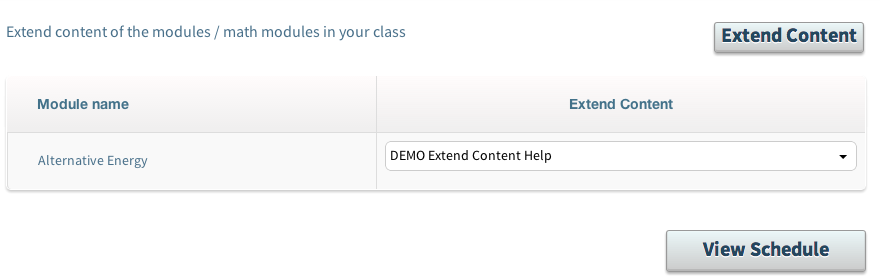 Extend content of the modules / math modules in your class
Extend Content
Module name
Extend Content
Alternative Energy
DEMO Extend Content Help
View Schedule